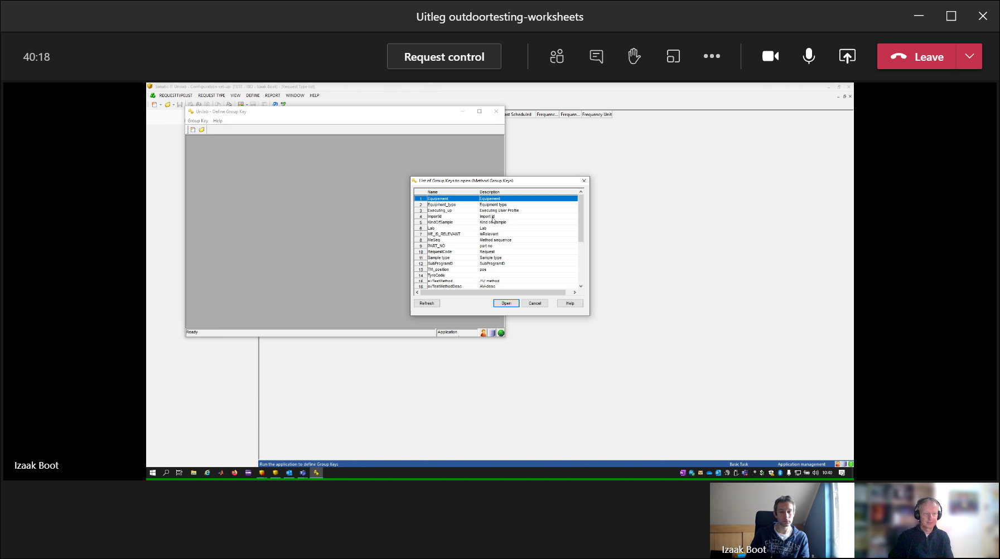 Uitleg outdoortesting-worksheets
40:18
Request control
Leave
Simatic IT Unilab - Configuration set-up [TEST - IBO - Izaak Boot] - [Request Type list]
REQUESTTYPELIST REQUEST TYPE VIEW DEFINE REPORT WINDOW HELP
Unilab - Define Group Key
ast Scheduled Frequenc... Frequen... Frequency Unit
Group Key Help
List of Group Keys to open (Method Group Keys)
Name Description
1 Equipement Equipement
2 Equipment_type Equipment type
3 Executing_up Executing User Profile
4 ImportId Import Id
5 KindOfSample Kind of sample
6 Lab Lab
7 ME_IS_RELEVANT IsRelevant
8 MeSeq Method sequence
9 PART_NO part no
10 RequestCode Request
11 Sample type Sample type
12 SubProgramID SubProgramID
13 TM_position pos
14 TyreCode
15 avTestMethod AV method
16 avTestMethodDesc AV-desc
Refresh Open Cancel Help
Ready Application
Izaak Boot
Run the application to define Group Keys Basic Task Application management
10:40
Izaak Boot